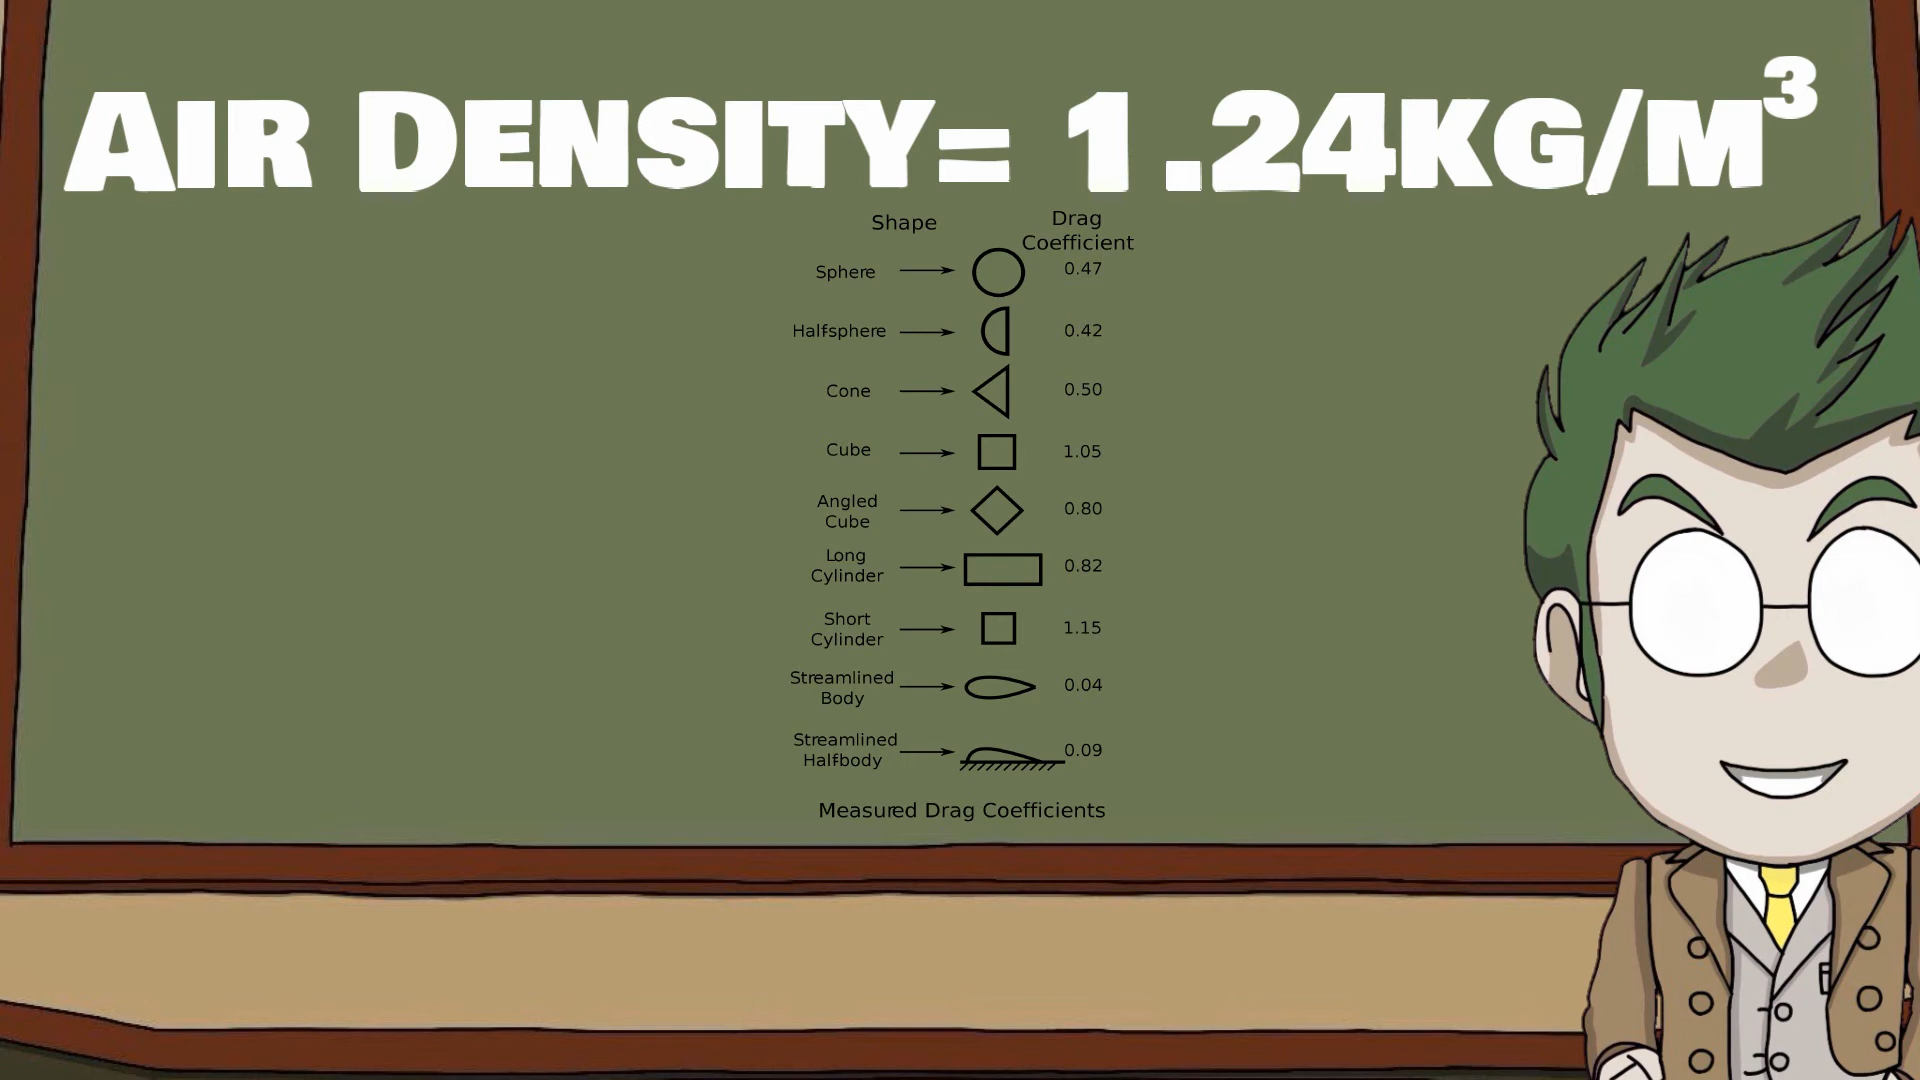 AIR DENSITY= 1.24KG/M³
Shape
Drag
Coefficient
Sphere 0.47
Halfsphere 0.42
Cone 0.50
Cube 1.05
Angled
Cube 0.80
Long
Cylinder 0.82
Short
Cylinder 1.15
Streamlined
Body 0.04
Streamlined
Halfbody 0.09
Measured Drag Coefficients